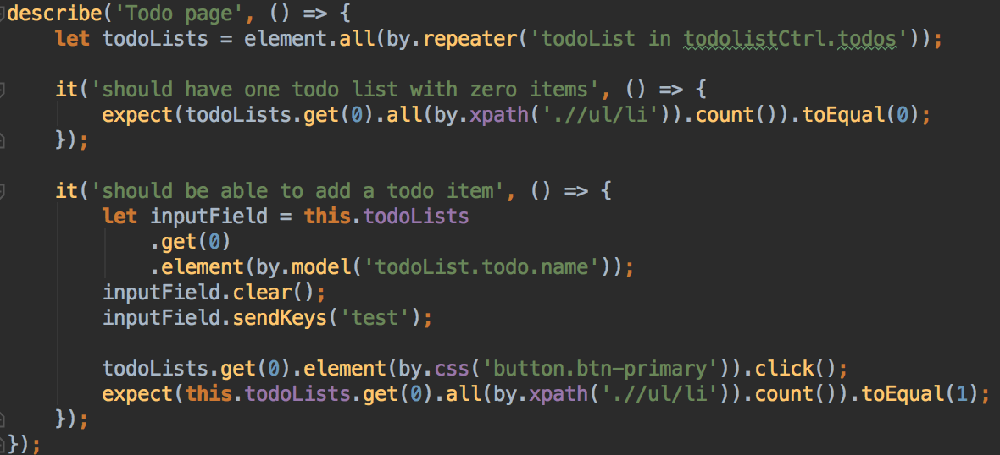 describe('Todo page', () => {
    let todoLists = element.all(by.repeater('todoList in todolistCtrl.todos'));

    it('should have one todo list with zero items', () => {
        expect(todoLists.get(0).all(by.xpath('.//ul/li')).count()).toEqual(0);
    });

    it('should be able to add a todo item', () => {
        let inputField = this.todoLists
            .get(0)
            .element(by.model('todoList.todo.name'));
        inputField.clear();
        inputField.sendKeys('test');

        todoLists.get(0).element(by.css('button.btn-primary')).click();
        expect(this.todoLists.get(0).all(by.xpath('.//ul/li')).count()).toEqual(1);
    });
});